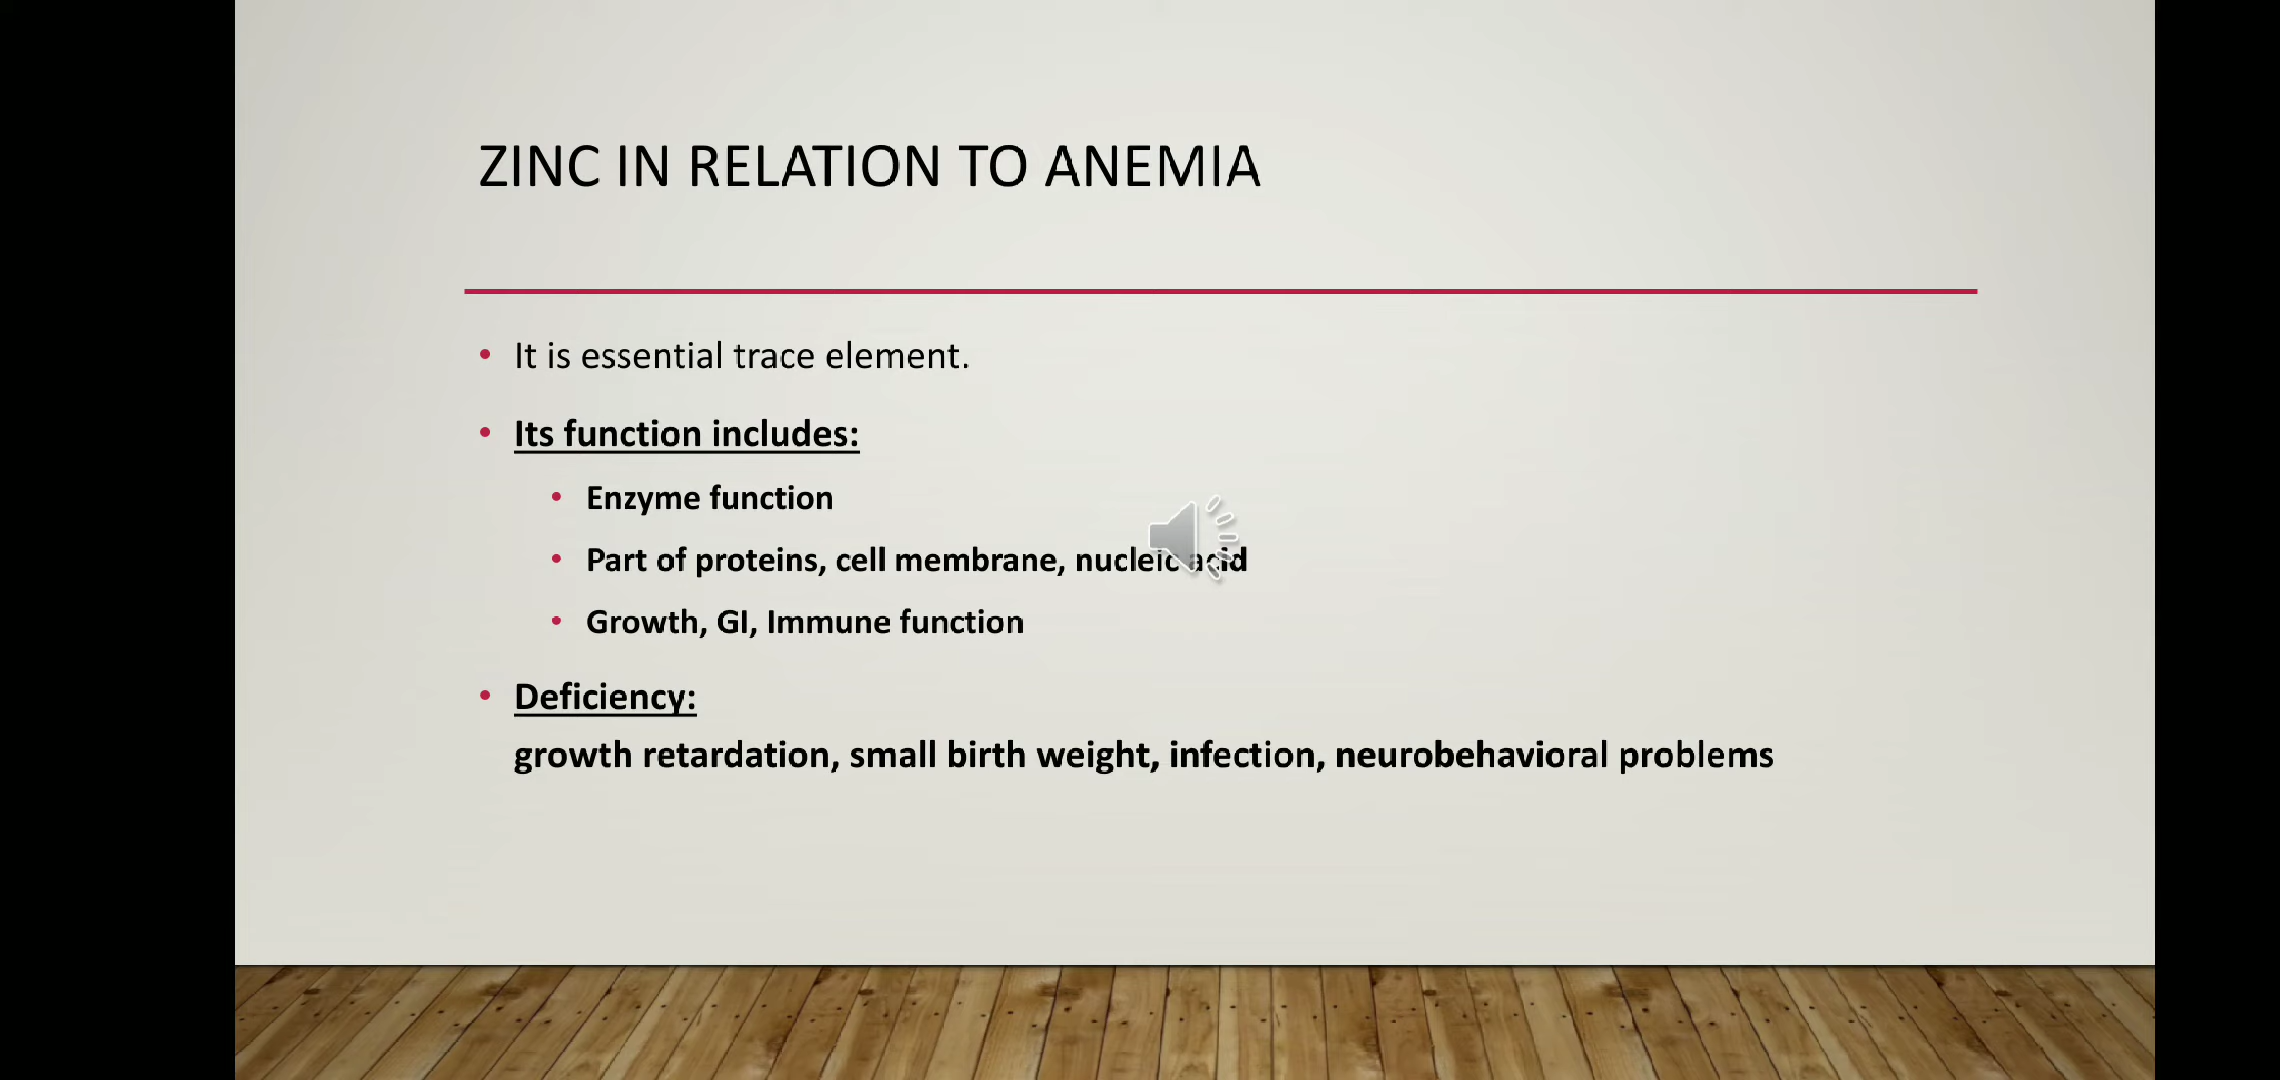 ZINC IN RELATION TO ANEMIA
• It is essential trace element.
• Its function includes:
• Enzyme function
• Part of proteins, cell membrane, nucleic acid
• Growth, GI, Immune function
• Deficiency:
growth retardation, small birth weight, infection, neurobehavioral problems